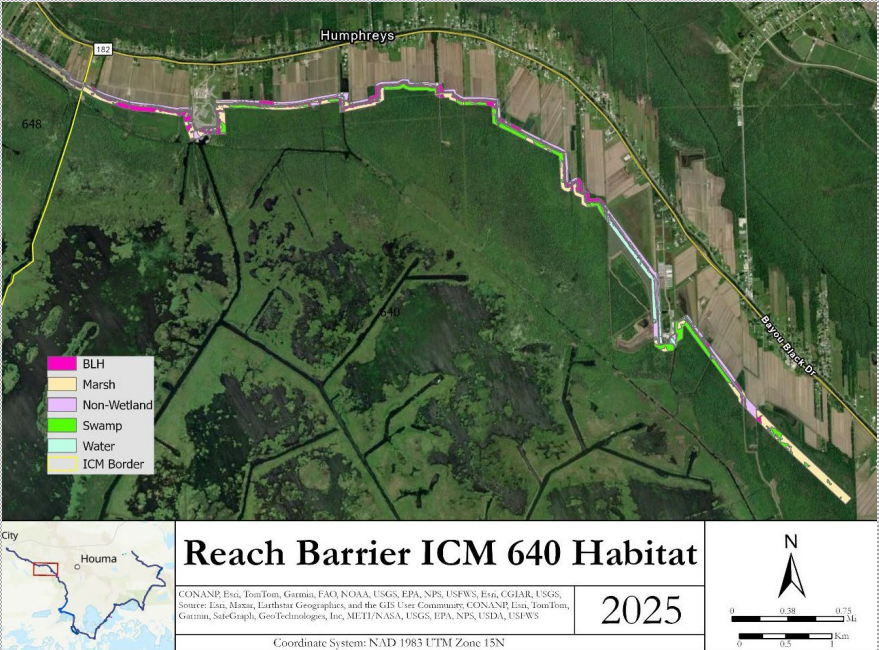 Humphreys
182
648
640
Bayou Black Dr
BLH
Marsh
Non-Wetland
Swamp
Water
ICM Border
City
Houma
Reach Barrier ICM 640 Habitat
CONANP, Esri, TomTom, Garmin, FAO, NOAA, USGS, EPA, NPS, USFWS, Esri, CGIAR, USGS,
Source: Esri, Maxar, Earthstar Geographics, and the GIS User Community, CONANP, Esri, TomTom,
Garmin, SafeGraph, GeoTechnologies, Inc, METI/NASA, USGS, EPA, NPS, USDA, USFWS
2025
Coordinate System: NAD 1983 UTM Zone 15N
N
0 0.38 0.75
Mi
Km
0 0.5 1